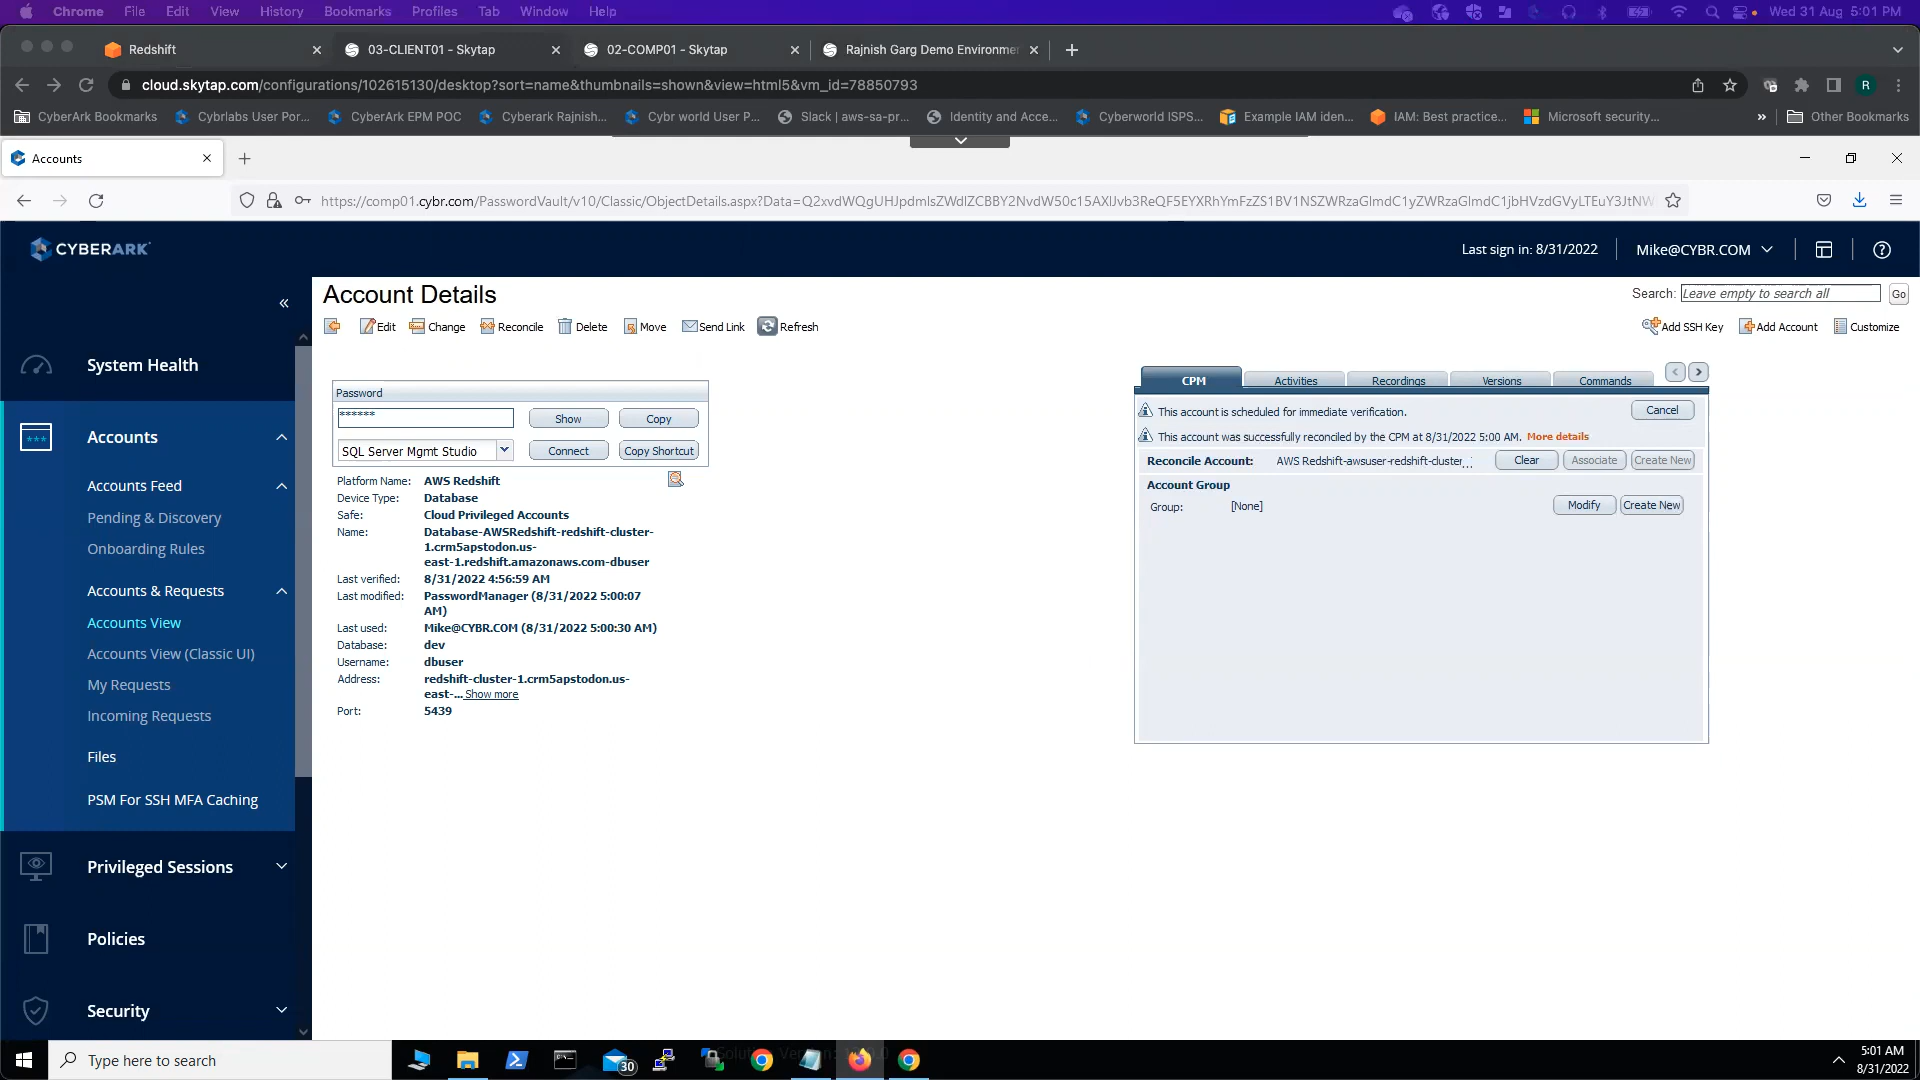 Chrome File Edit View History Bookmarks Profiles Tab Window Help Wed 31 Aug 5:01 PM
Redshift 03-CLIENT01 - Skytap 02-COMP01 - Skytap Rajnish Garg Demo Environme
cloud.skytap.com/configurations/102615130/desktop?sort=name&thumbnails=shown&view=html5&vm_id=78850793 R
CyberArk Bookmarks Cybrlabs User Por... CyberArk EPM POC Cyberark Rajnish... Cybr world User P... Slack | aws-sa-pr... Identity and Acce... Cyberworld ISPS... Example IAM iden... IAM: Best practice... Microsoft security... » Other Bookmarks
Accounts
https://comp01.cybr.com/PasswordVault/v10/Classic/ObjectDetails.aspx?Data=
CYBERARK Last sign in: 8/31/2022 Mike@CYBR.COM
Account Details
Search: Leave empty to search all Go
Edit Change Reconcile Delete Move Send Link Refresh
Add SSH Key Add Account Customize
System Health
Accounts
Accounts Feed
Pending & Discovery
Onboarding Rules
Accounts & Requests
Accounts View
Accounts View (Classic UI)
My Requests
Incoming Requests
Files
PSM For SSH MFA Caching
Privileged Sessions
Policies
Security
Password
****** Show Copy
SQL Server Mgmt Studio Connect Copy Shortcut
Platform Name: AWS Redshift
Device Type: Database
Safe: Cloud Privileged Accounts
Name: Database-AWSRedshift-redshift-cluster-
1.crm5apstodon.us-
east-1.redshift.amazonaws.com-dbuser
Last verified: 8/31/2022 4:56:59 AM
Last modified: PasswordManager (8/31/2022 5:00:07
AM)
Last used: Mike@CYBR.COM (8/31/2022 5:00:30 AM)
Database: dev
Username: dbuser
Address: redshift-cluster-1.crm5apstodon.us-
east-... Show more
Port: 5439
CPM Activities Recordings Versions Commands
This account is scheduled for immediate verification. Cancel
This account was successfully reconciled by the CPM at 8/31/2022 5:00 AM. More details
Reconcile Account: AWS Redshift-awsuser-redshift-cluster... Clear Associate Create New
Account Group
Group: [None] Modify Create New
Type here to search 30 5:01 AM
8/31/2022